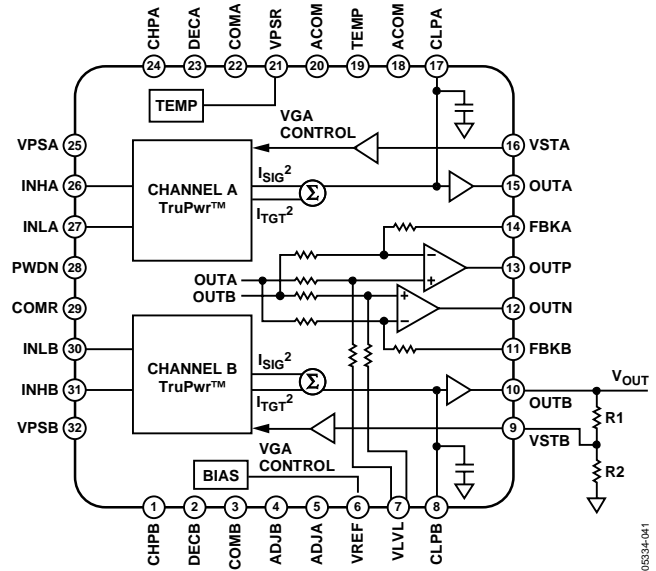 CHPA DECA COMA VPSR ACOM TEMP ACOM CLPA
24 23 22 21 20 19 18 17
TEMP
VGA
CONTROL
VPSA 25
16 VSTA
INHA 26
CHANNEL A
TruPwr™
ISIG2
Σ
15 OUTA
INLA 27
ITGT2
14 FBKA
PWDN 28
OUTA
OUTB
–
+
13 OUTP
COMR 29
+
–
12 OUTN
INLB 30
11 FBKB
CHANNEL B
TruPwr™
ISIG2
Σ
INHB 31
ITGT2
10 OUTB
VOUT
R1
VPSB 32
9 VSTB
VGA
CONTROL
R2
BIAS
1 2 3 4 5 6 7 8
CHPB DECB COMB ADJB ADJA VREF VLVL CLPB
05334-041